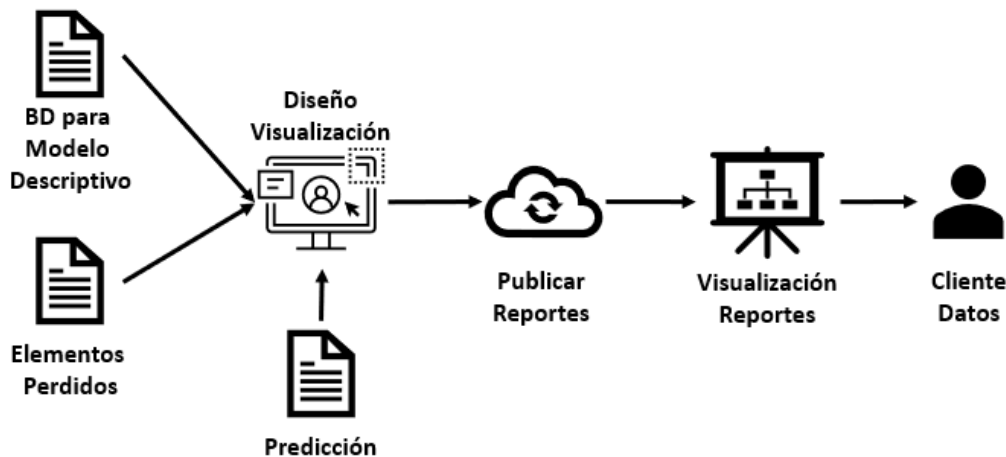 BD para
Modelo
Descriptivo
Elementos
Perdidos
Diseño
Visualización
Predicción
Publicar
Reportes
Visualización
Reportes
Cliente
Datos